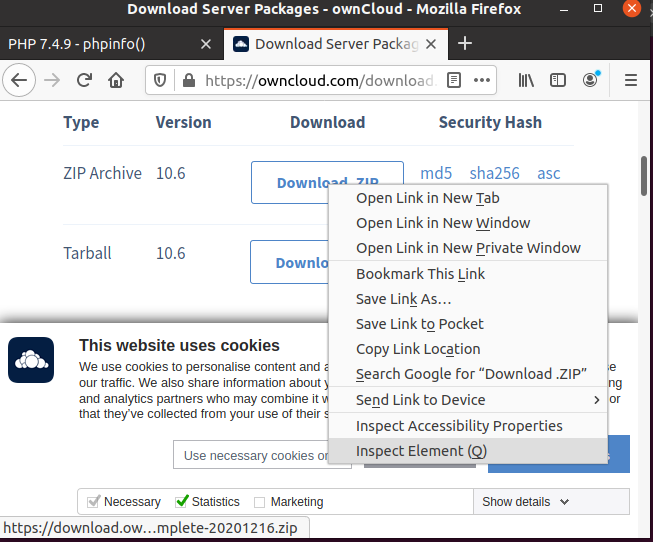 Download Server Packages - ownCloud - Mozilla Firefox
PHP 7.4.9 - phpinfo()
Download Server Packag
https://owncloud.com/download.
Type Version Download Security Hash
ZIP Archive 10.6 Download .ZIP md5 sha256 asc
Tarball 10.6 Downlo
Open Link in New Tab
Open Link in New Window
Open Link in New Private Window
Bookmark This Link
Save Link As…
Save Link to Pocket
Copy Link Location
Search Google for “Download .ZIP”
Send Link to Device
Inspect Accessibility Properties
Inspect Element (Q)
This website uses cookies
We use cookies to personalise content and a se
our traffic. We also share information about y ing
and analytics partners who may combine it w or
that they've collected from your use of their s
Use necessary cookies on s
Necessary Statistics Marketing Show details
https://download.ow…mplete-20201216.zip